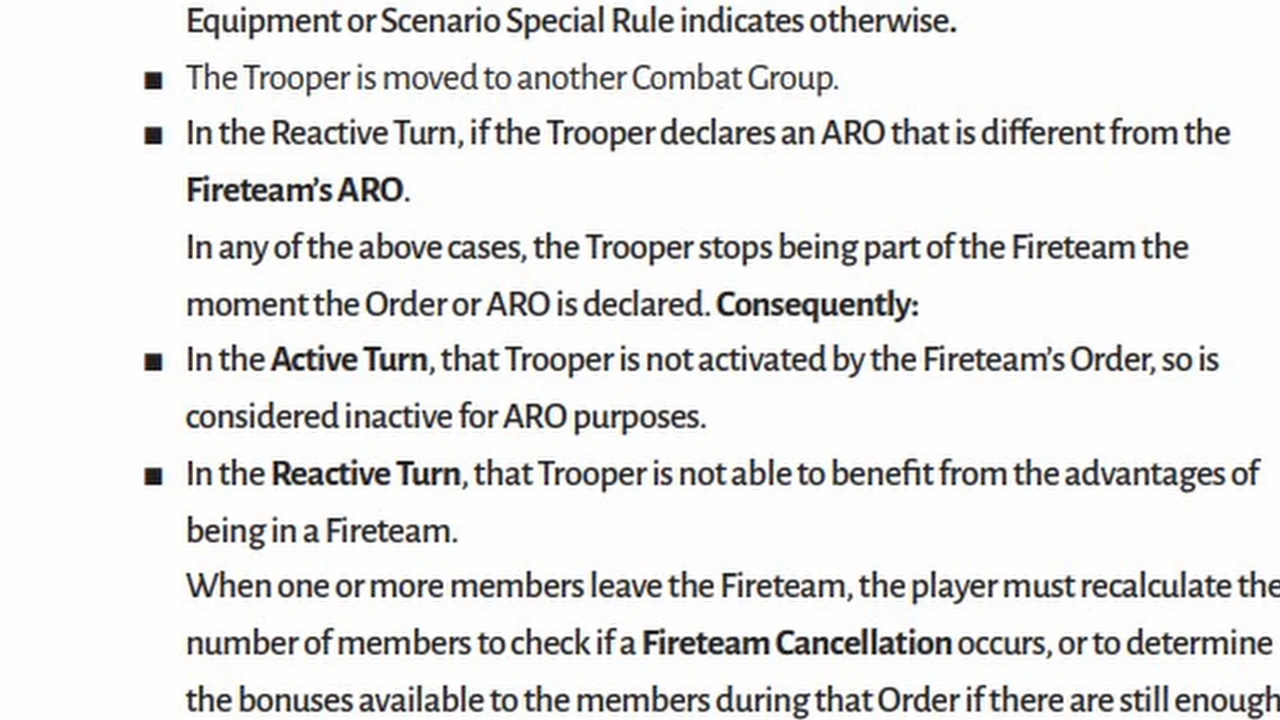 Equipment or Scenario Special Rule indicates otherwise.
■ The Trooper is moved to another Combat Group.
■ In the Reactive Turn, if the Trooper declares an ARO that is different from the
Fireteam’s ARO.
In any of the above cases, the Trooper stops being part of the Fireteam the
moment the Order or ARO is declared. Consequently:
■ In the Active Turn, that Trooper is not activated by the Fireteam’s Order, so is
considered inactive for ARO purposes.
■ In the Reactive Turn, that Trooper is not able to benefit from the advantages of
being in a Fireteam.
When one or more members leave the Fireteam, the player must recalculate the
number of members to check if a Fireteam Cancellation occurs, or to determine
the bonuses available to the members during that Order if there are still enough